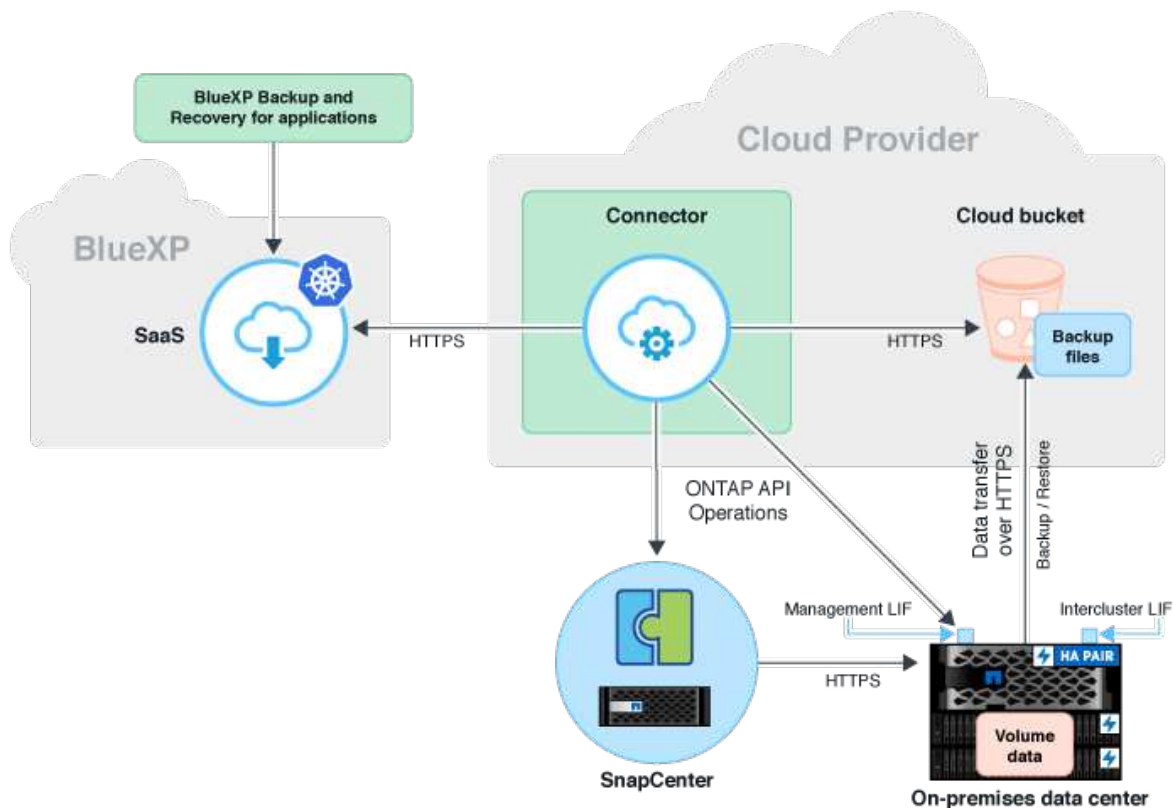 BlueXP Backup and
Recovery for applications
Cloud Provider
BlueXP
Connector
Cloud bucket
SaaS
HTTPS
HTTPS
Backup
files
ONTAP API
Operations
Data transfer
over HTTPS
Backup / Restore
Management LIF
Intercluster LIF
HA PAIR
HTTPS
Volume
data
SnapCenter
On-premises data center